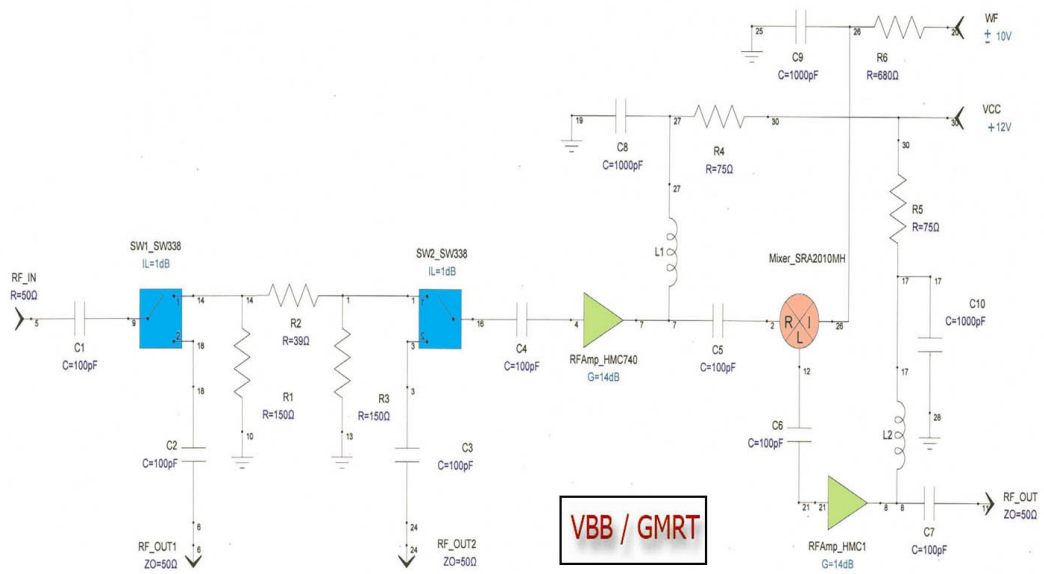 25
26
20
WF
± 10V
C9
C=1000pF
R6
R=680Ω
19
27
30
30
VCC
+12V
C8
C=1000pF
R4
R=75Ω
30
27
R5
R=75Ω
SW1_SW338
IL=1dB
SW2_SW338
IL=1dB
L1
Mixer_SRA2010MH
RF_IN
R=50Ω
17
17
C10
C=1000pF
5
9
1
14
14
1
1
16
4
7
7
2
R
I
L
26
C1
C=100pF
2
18
R2
R=39Ω
3
C4
C=100pF
RFAmp_HMC740
G=14dB
C5
C=100pF
12
17
18
R1
R=150Ω
R3
R=150Ω
3
28
C2
C=100pF
10
13
C3
C=100pF
C6
C=100pF
L2
VBB / GMRT
21
21
8
8
11
RF_OUT
ZO=50Ω
6
24
RF_OUT1
ZO=50Ω
6
RF_OUT2
ZO=50Ω
24
RFAmp_HMC1
G=14dB
C7
C=100pF